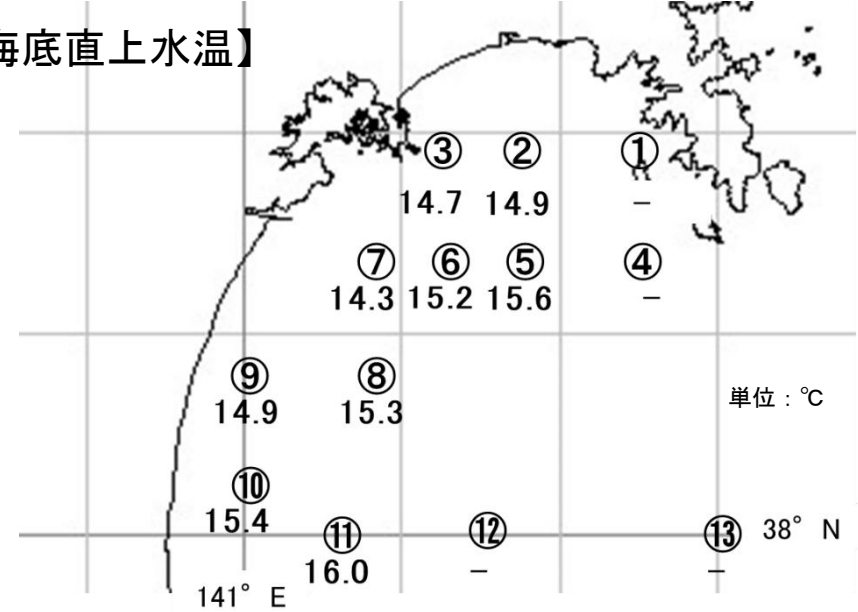 海底直上水温】
③ ② ①
14.7 14.9 –
⑦ ⑥ ⑤ ④
14.3 15.2 15.6 –
⑨ ⑧
14.9 15.3
単位：℃
⑩
15.4
⑪ ⑫ ⑬ 38° N
16.0 – –
141° E